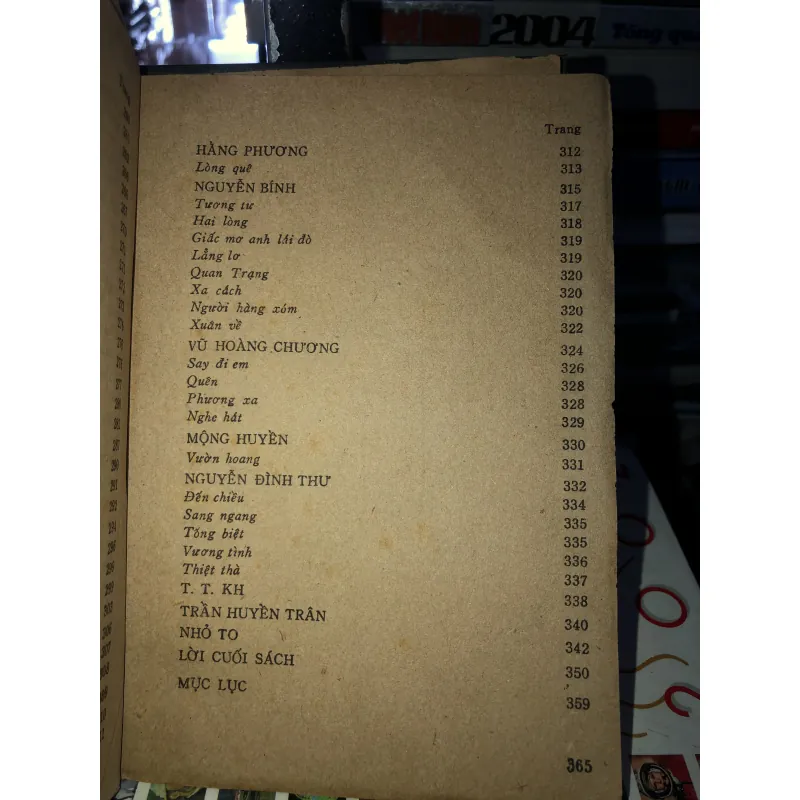 2004 Tổng qu
Trang
HẰNG PHƯƠNG 312
Lòng quê 313
NGUYỄN BÍNH 315
Tương tư 317
Hai lòng 318
Giấc mơ anh lái đò 319
Lẳng lơ 319
Quan Trạng 320
Xa cách 320
Người hàng xóm 320
Xuân về 322
VŨ HOÀNG CHƯƠNG 324
Say đi em 326
Quên 328
Phương xa 328
Nghe hát 329
MỘNG HUYỀN 330
Vườn hoang 331
NGUYỄN ĐÌNH THƯ 332
Đến chiều 334
Sang ngang 335
Tống biệt 335
Vương tình 336
Thiệt thà 337
T. T. KH 338
TRẦN HUYỀN TRÂN 340
NHỎ TO 342
LỜI CUỐI SÁCH 350
MỤC LỤC 359
365